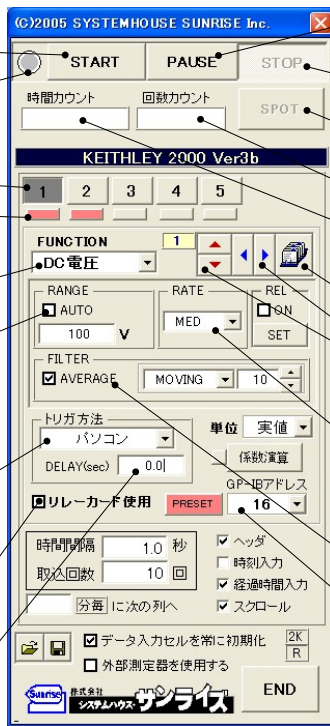 (C)2005 SYSTEMHOUSE SUNRISE Inc.
START PAUSE STOP
時間カウント 回数カウント SPOT
KEITHLEY 2000 Ver3b
1 2 3 4 5
FUNCTION 1
DC電圧
RANGE RATE REL
AUTO MED ON
100 V SET
FILTER
AVERAGE MOVING 10
トリガ方法 単位 実値
パソコン
DELAY(sec) 0.0 係数演算
GP-IBアドレス
リレーカード使用 PRESET 16
時間間隔 1.0 秒 ヘッダ
時刻入力
取込回数 10 回 経過時間入力
分毎 に次の列へ スクロール
データ入力セルを常に初期化 2K
R
外部測定器を使用する
Sunrise 株式会社 システムハウス・サンライズ END